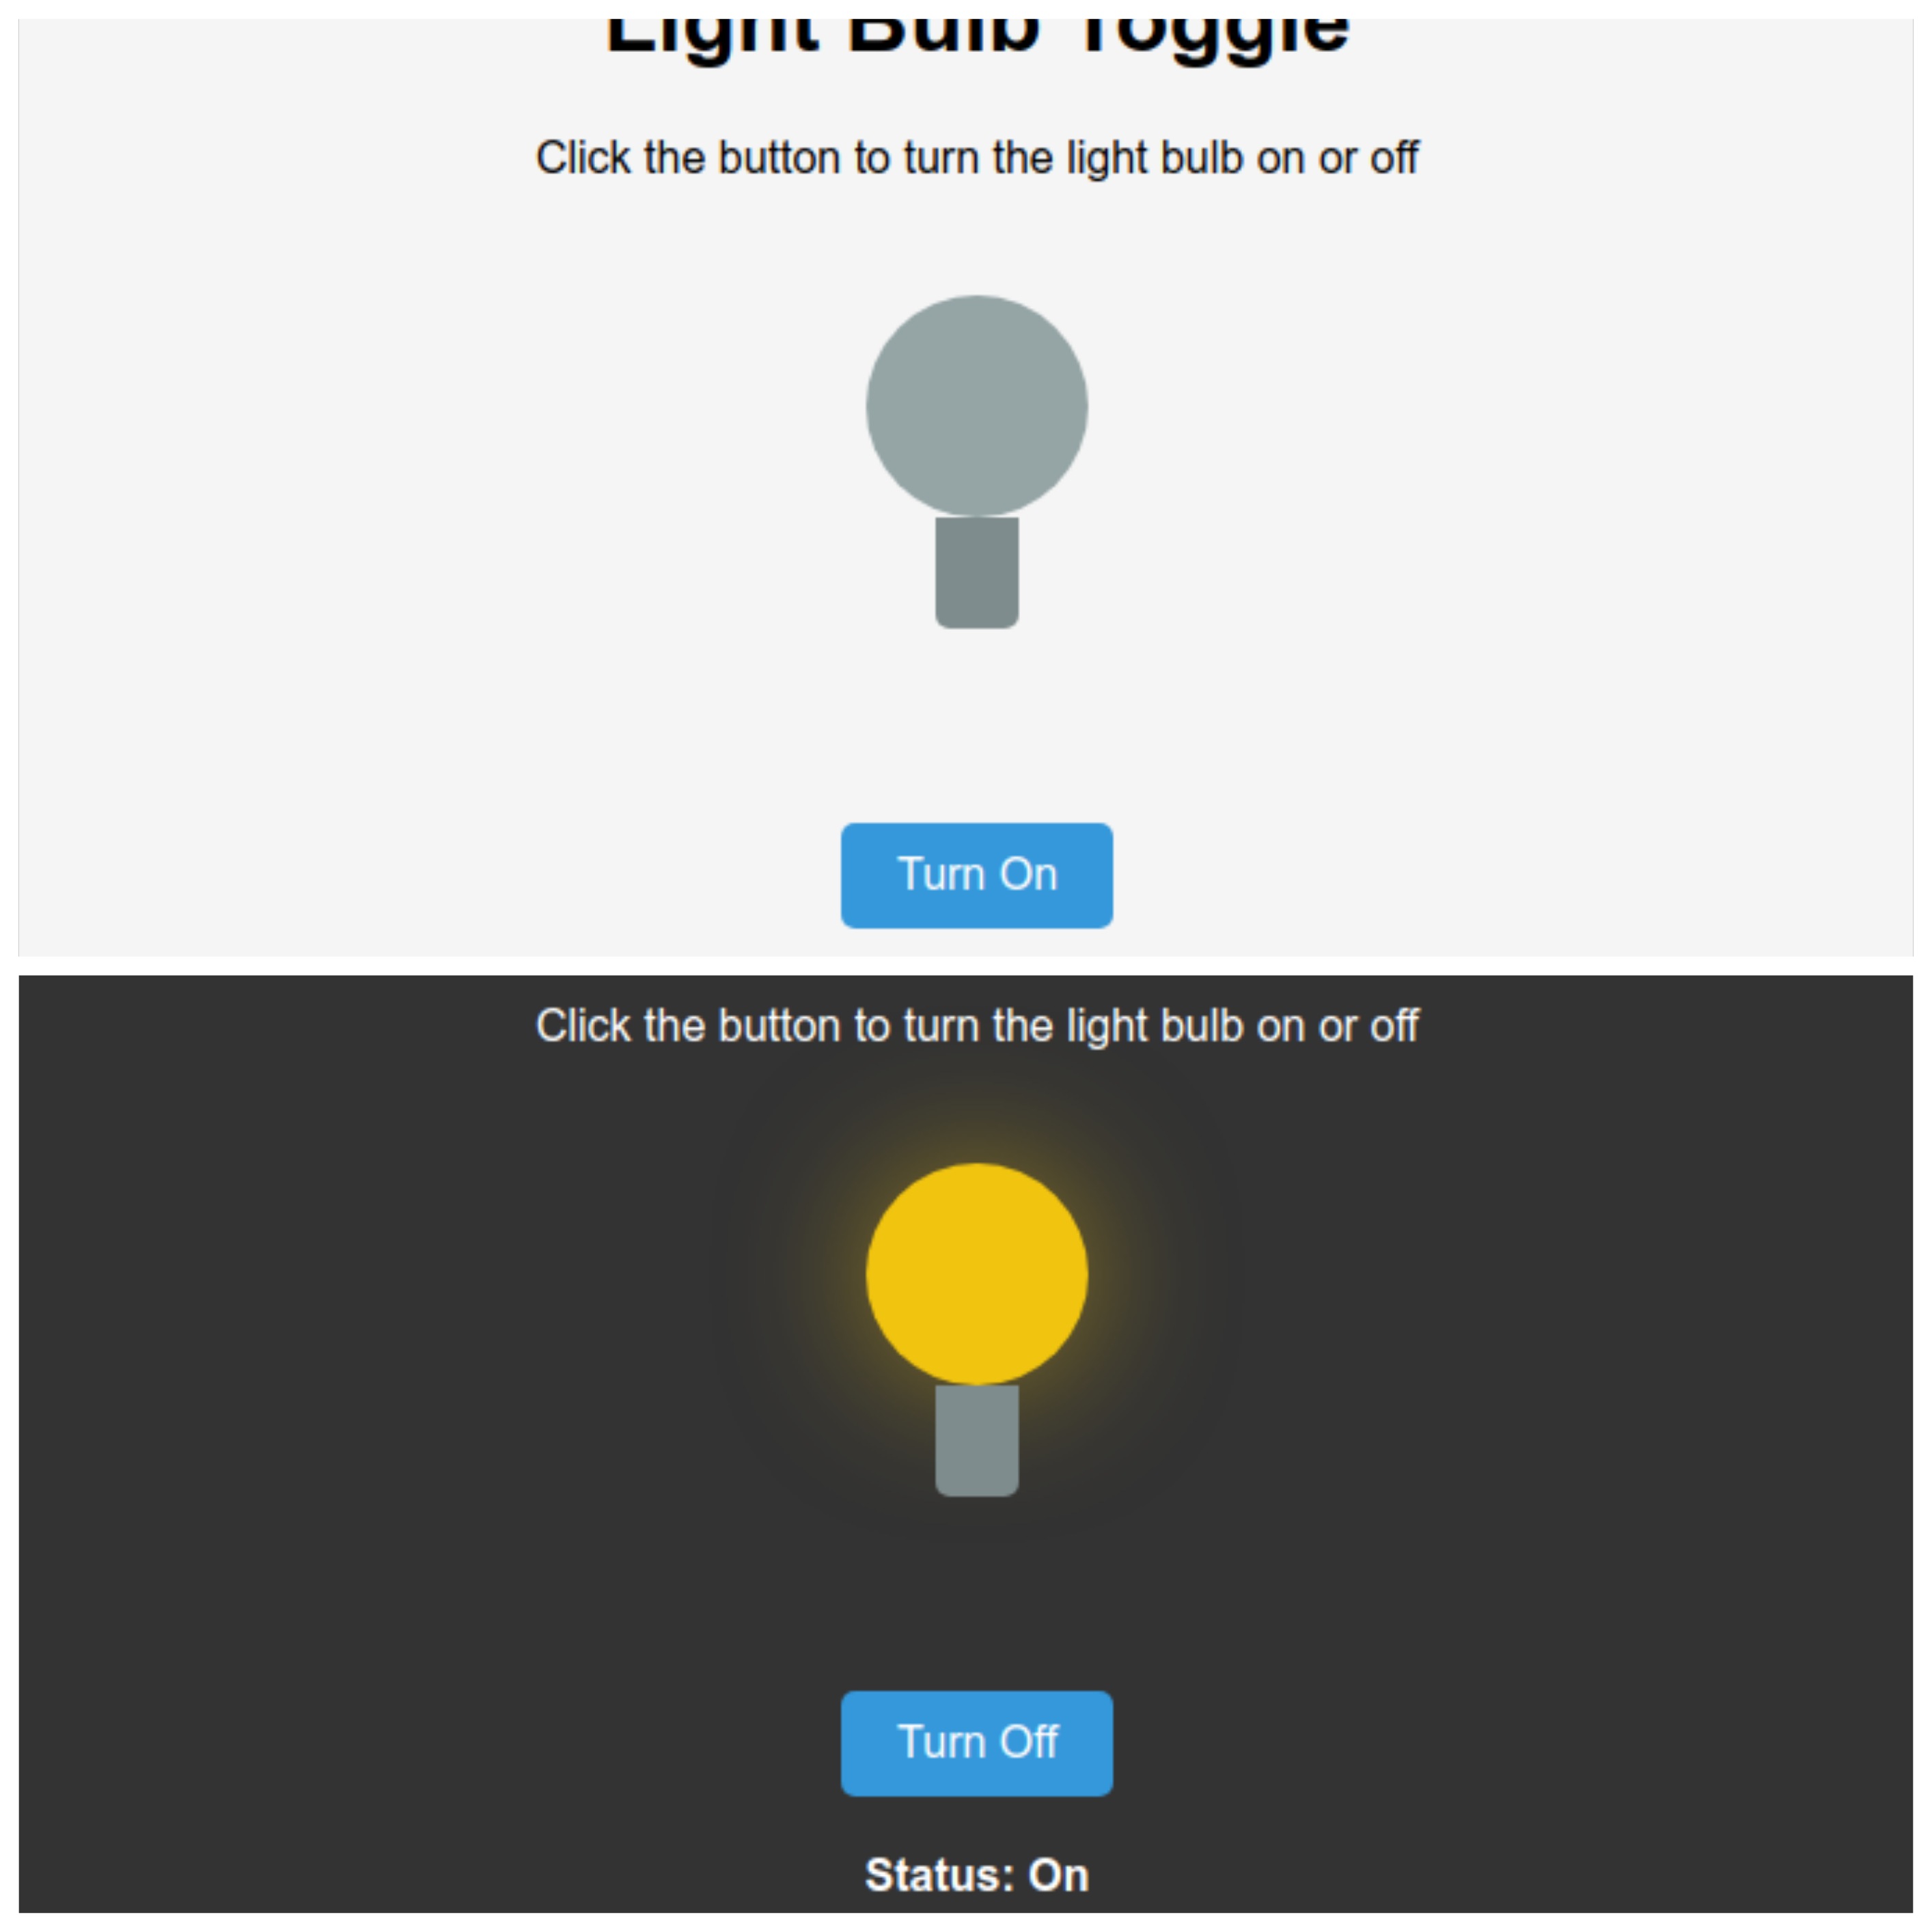 Light Bulb Toggle
Click the button to turn the light bulb on or off
Turn On
Click the button to turn the light bulb on or off
Turn Off
Status: On